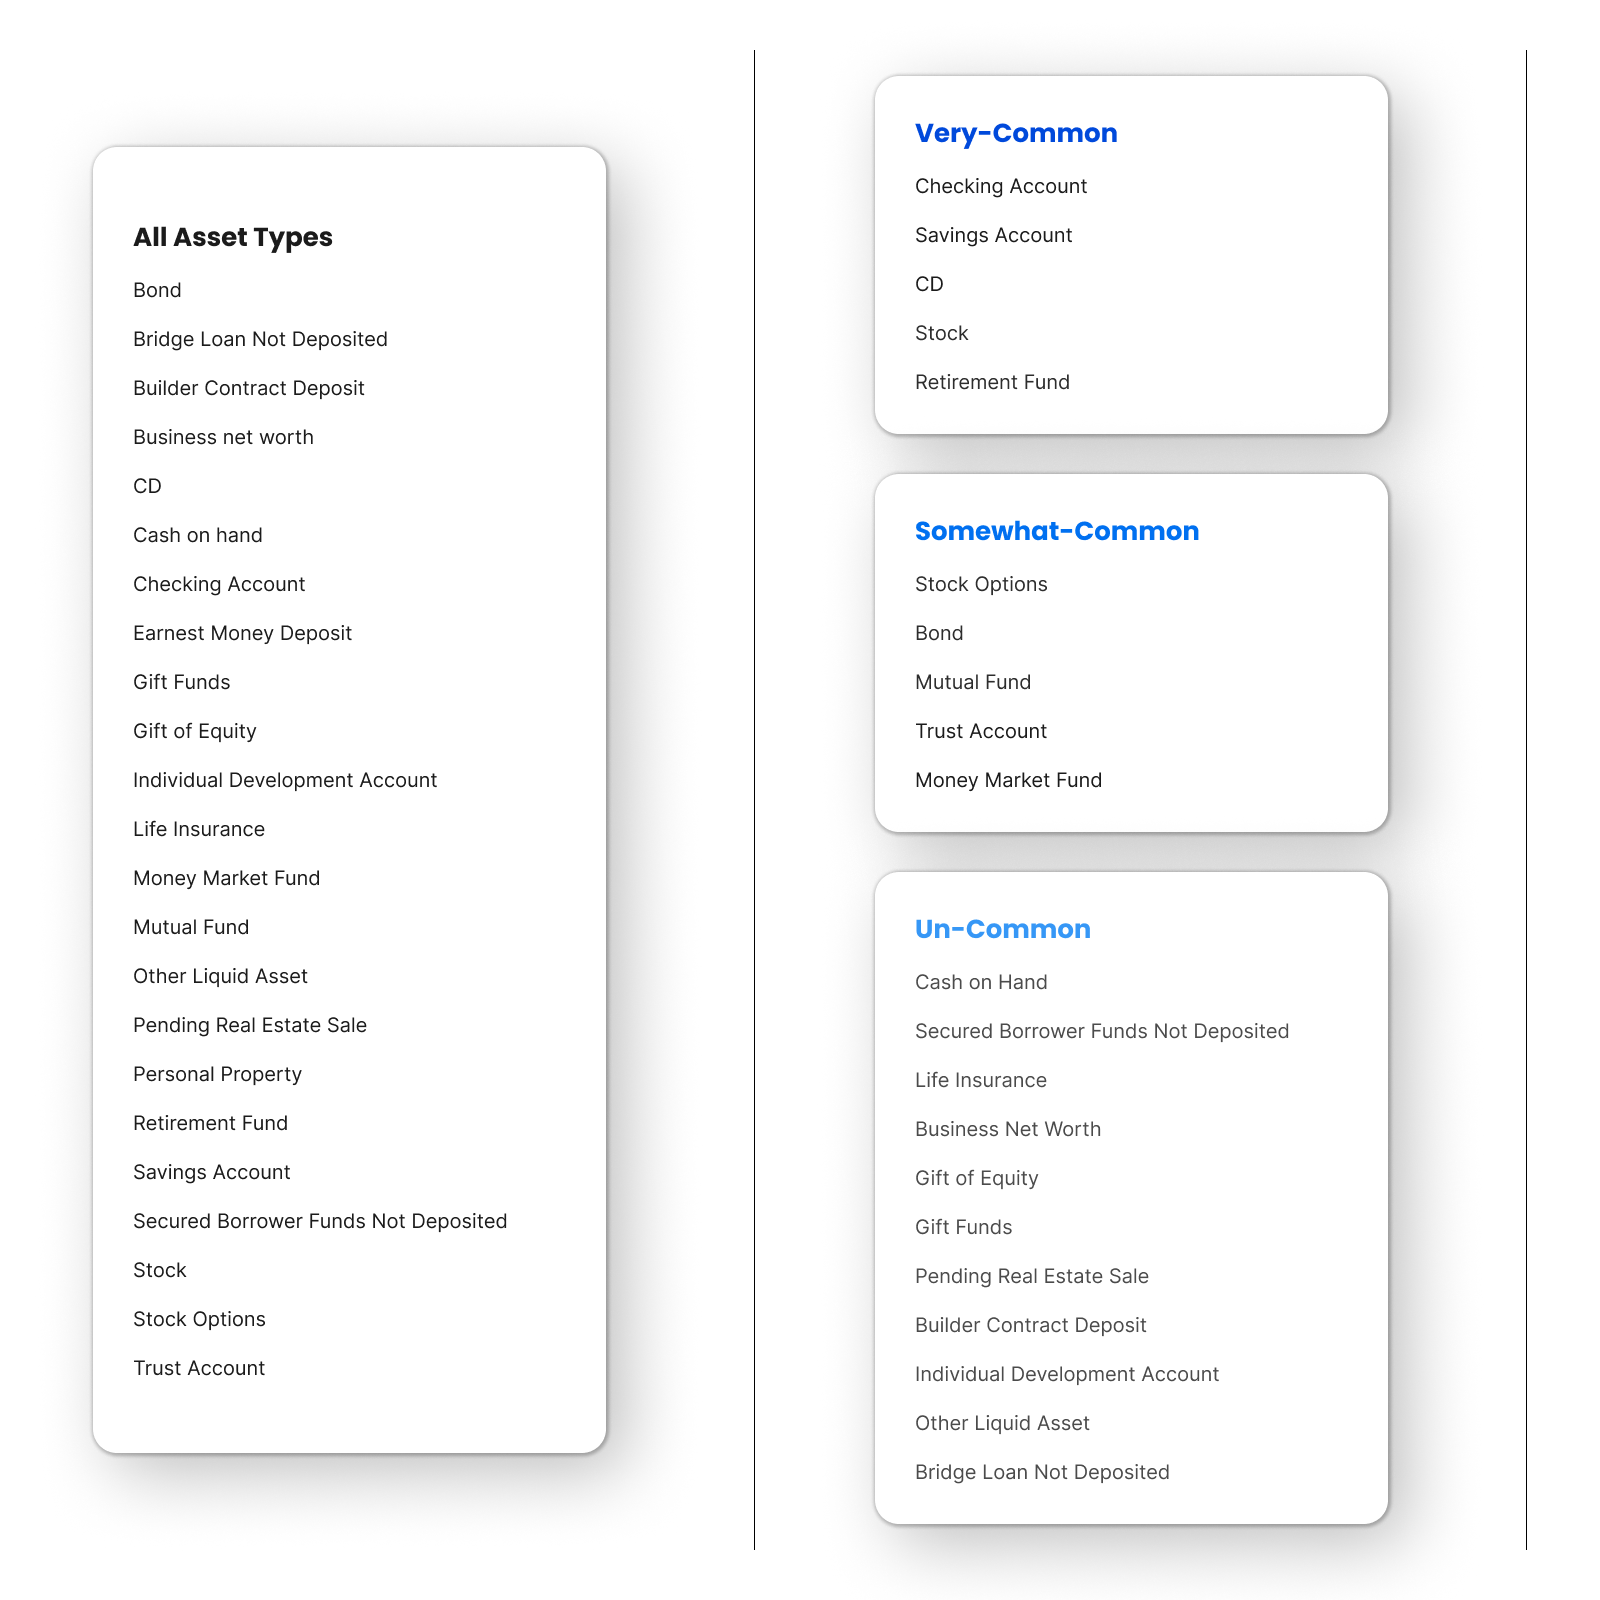 All Asset Types
Bond
Bridge Loan Not Deposited
Builder Contract Deposit
Business net worth
CD
Cash on hand
Checking Account
Earnest Money Deposit
Gift Funds
Gift of Equity
Individual Development Account
Life Insurance
Money Market Fund
Mutual Fund
Other Liquid Asset
Pending Real Estate Sale
Personal Property
Retirement Fund
Savings Account
Secured Borrower Funds Not Deposited
Stock
Stock Options
Trust Account
Very-Common
Checking Account
Savings Account
CD
Stock
Retirement Fund
Somewhat-Common
Stock Options
Bond
Mutual Fund
Trust Account
Money Market Fund
Un-Common
Cash on Hand
Secured Borrower Funds Not Deposited
Life Insurance
Business Net Worth
Gift of Equity
Gift Funds
Pending Real Estate Sale
Builder Contract Deposit
Individual Development Account
Other Liquid Asset
Bridge Loan Not Deposited